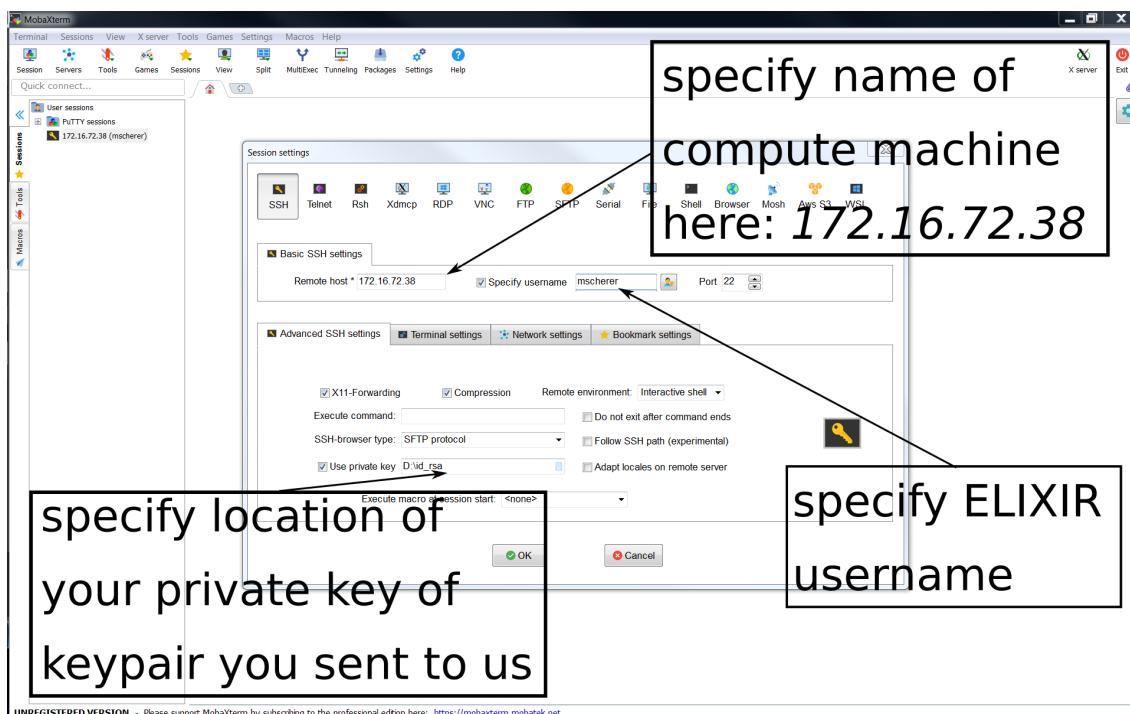 MobaXterm
Terminal Sessions View X server Tools Games Settings Macros Help
Session Servers Tools Games Sessions View Split MultiExec Tunneling Packages Settings Help X server Exit
Quick connect...
User sessions
PuTTY sessions
172.16.72.38 (mscherer)
Sessions
Tools
Macros
specify name of
compute machine
here: 172.16.72.38
Session settings
SSH Telnet Rsh Xdmcp RDP VNC FTP SFTP Serial File Shell Browser Mosh Aws S3 WSL
Basic SSH settings
Remote host * 172.16.72.38 Specify username mscherer Port 22
Advanced SSH settings Terminal settings Network settings Bookmark settings
X11-Forwarding Compression Remote environment: Interactive shell
Execute command: Do not exit after command ends
SSH-browser type: SFTP protocol Follow SSH path (experimental)
Use private key D:\id_rsa Adapt locales on remote server
Execute macro at session start: <none>
OK Cancel
specify location of
your private key of
keypair you sent to us
specify ELIXIR
username
UNREGISTERED VERSION - Please support MobaXterm by subscribing to the professional edition here: https://mobaxterm.mobatek.net